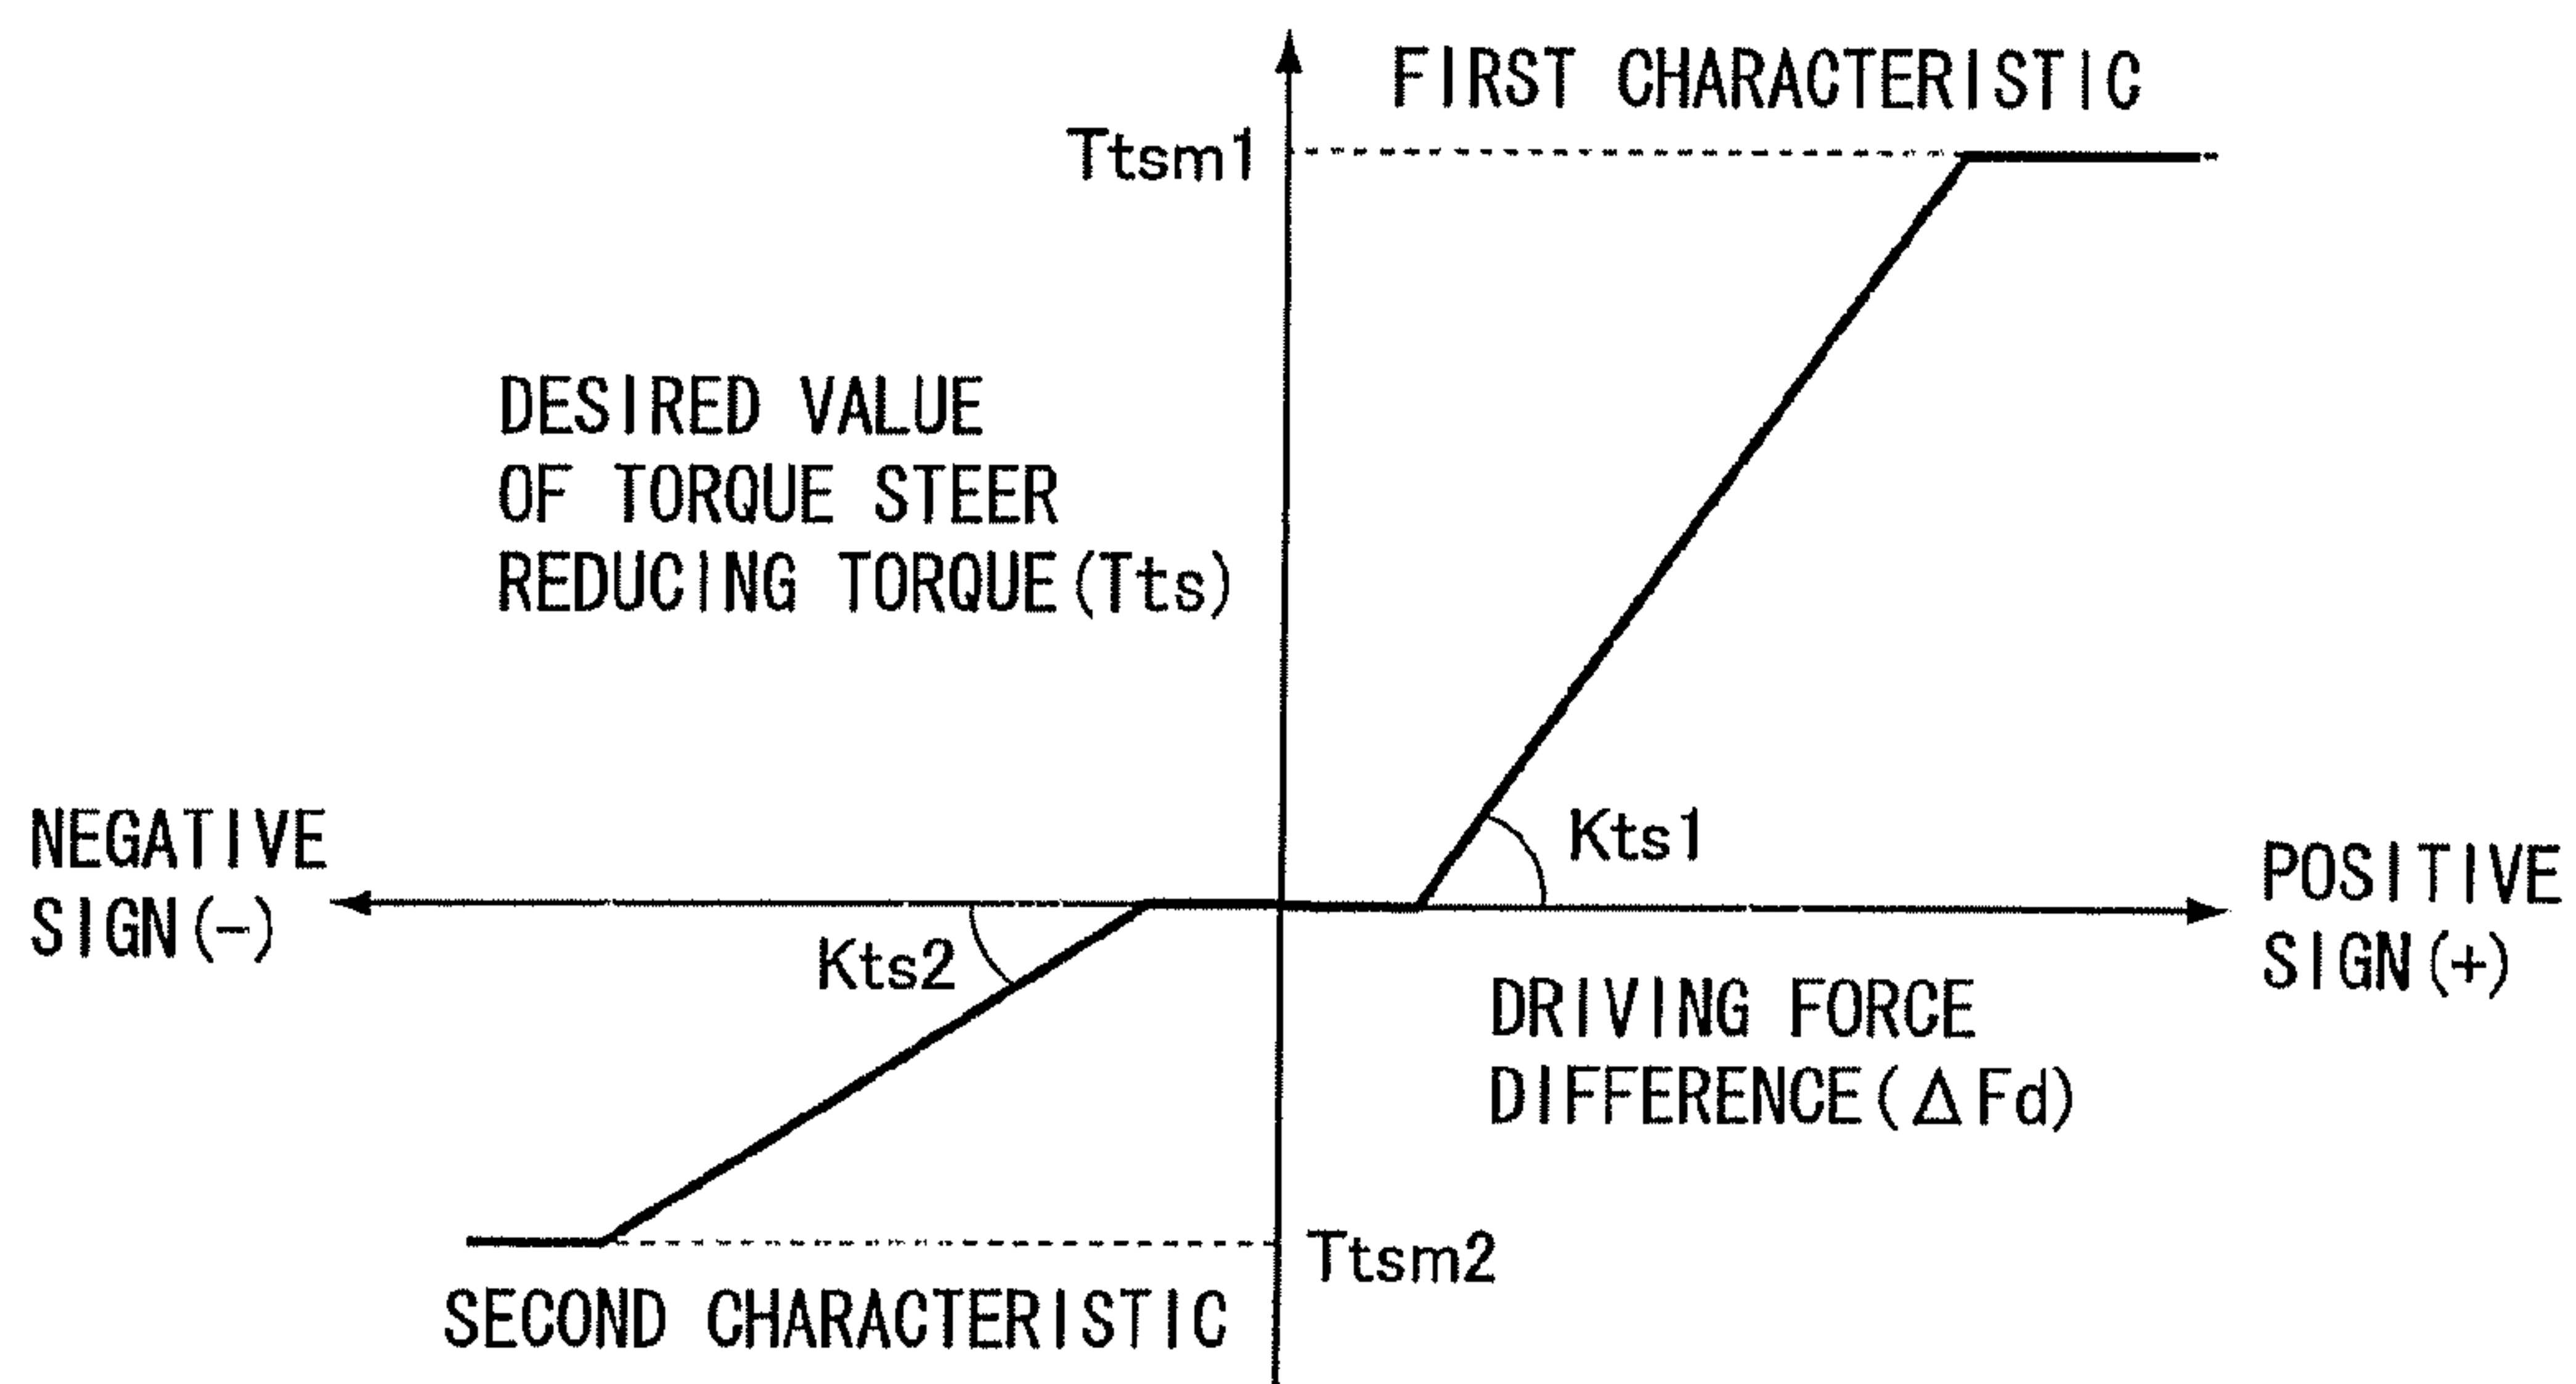 FIRST CHARACTERISTIC
Ttsm1
DESIRED VALUE
OF TORQUE STEER
REDUCING TORQUE(Tts)
Kts1
NEGATIVE
SIGN(-)
POSITIVE
SIGN(+)
Kts2
DRIVING FORCE
DIFFERENCE(ΔFd)
Ttsm2
SECOND CHARACTERISTIC